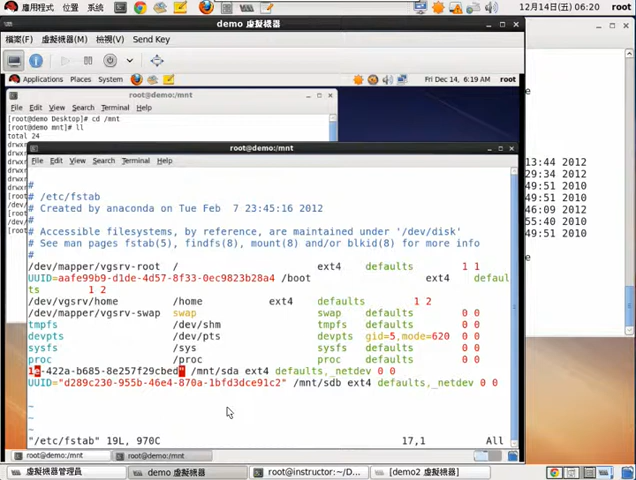 應用程式 位置 系統 12月14日(五) 06:20 root
demo 虛擬機器
檔案(F) 虛擬機器(M) 檢視(V) Send Key
Applications Places System Fri Dec 14, 6:19 AM root
root@demo:/mnt
File Edit View Search Terminal Help
[root@demo Desktop]# cd /mnt
[root@demo mnt]# ll
total 24
drwxr
root@demo:/mnt
File Edit View Search Terminal Help
#
# /etc/fstab
# Created by anaconda on Tue Feb 7 23:45:16 2012
#
# Accessible filesystems, by reference, are maintained under '/dev/disk'
# See man pages fstab(5), findfs(8), mount(8) and/or blkid(8) for more info
#
/dev/mapper/vgsrv-root / ext4 defaults 1 1
UUID=aafe99b9-d1de-4d57-8f33-0ec9823b28a4 /boot ext4 defaul
ts 1 2
/dev/vgsrv/home /home ext4 defaults 1 2
/dev/mapper/vgsrv-swap swap swap defaults 0 0
tmpfs /dev/shm tmpfs defaults 0 0
devpts /dev/pts devpts gid=5,mode=620 0 0
sysfs /sys sysfs defaults 0 0
proc /proc proc defaults 0 0
1e-422a-b685-8e257f29cbed" /mnt/sda ext4 defaults,_netdev 0 0
UUID="d289c230-955b-46e4-870a-1bfd3dce91c2" /mnt/sdb ext4 defaults,_netdev 0 0
~
~
"/etc/fstab" 19L, 970C 17,1 All
root@demo:/mnt root@demo:/mnt
13:44 2012
49:51 2010
49:51 2010
46:09 2012
55:40 2010
49:51 2010
虛擬機器管理員 demo 虛擬機器 root@instructor:/D... [demo2 虛擬機器]